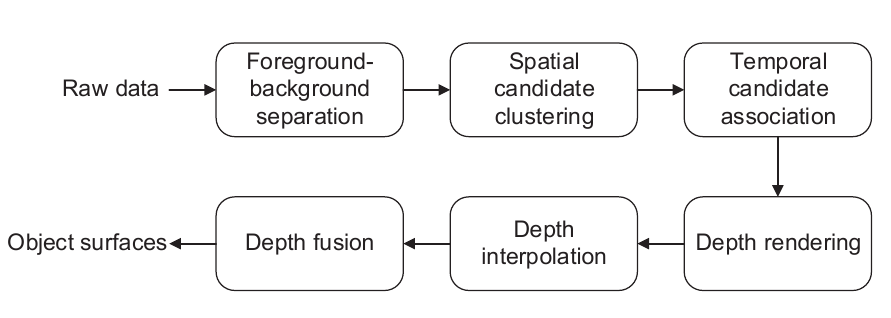 Raw data
Foreground-
background
separation
Spatial
candidate
clustering
Temporal
candidate
association
Object surfaces
Depth fusion
Depth
interpolation
Depth rendering